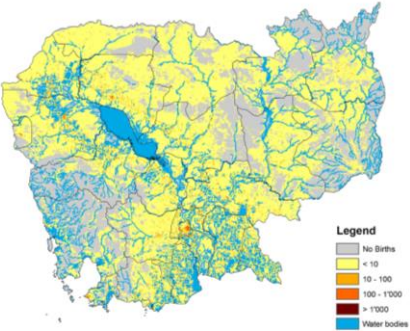 Legend
No Births
< 10
10 - 100
100 - 1'000
> 1'000
Water bodies